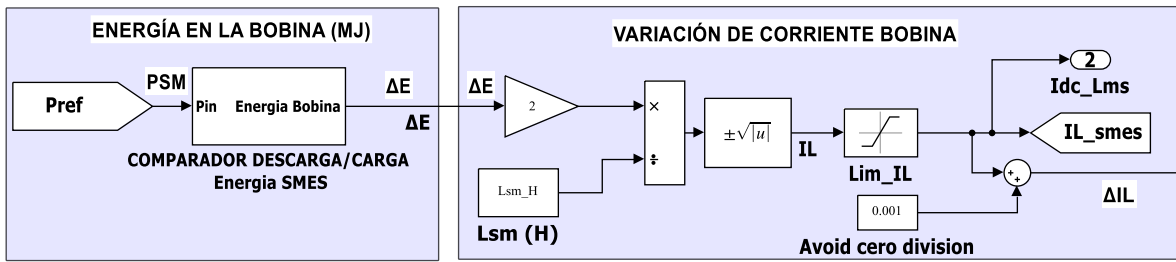 ENERGÍA EN LA BOBINA (MJ)
Pref
PSM
Pin Energia Bobina
ΔE
ΔE
COMPARADOR DESCARGA/CARGA
Energia SMES
VARIACIÓN DE CORRIENTE BOBINA
ΔE
2
Lsm_H
Lsm (H)
×
÷
±√|u|
IL
Lim_IL
2
Idc_Lms
IL_smes
0.001
Avoid cero division
+
+
ΔIL